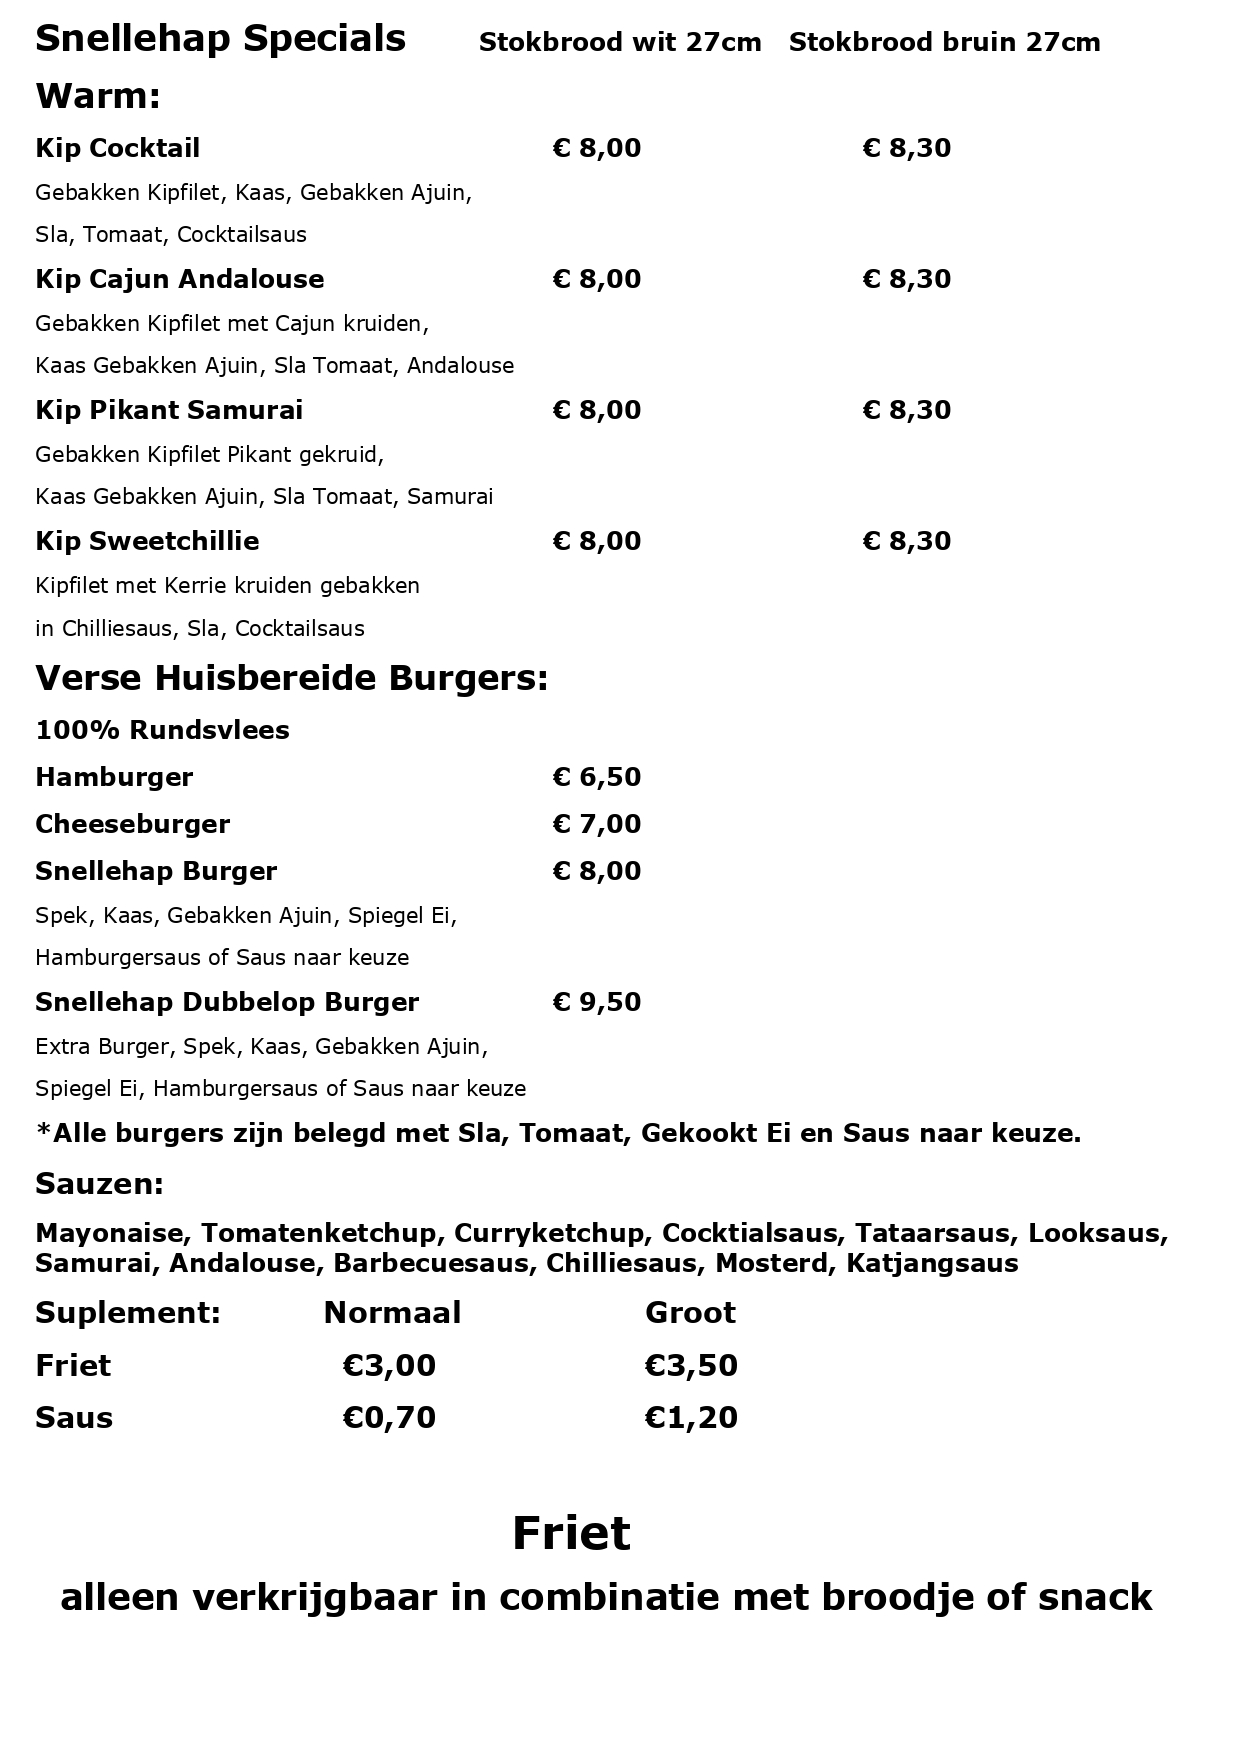 Snellehap Specials Stokbrood wit 27cm Stokbrood bruin 27cm
Warm:
Kip Cocktail € 8,00 € 8,30
Gebakken Kipfilet, Kaas, Gebakken Ajuin,
Sla, Tomaat, Cocktailsaus
Kip Cajun Andalouse € 8,00 € 8,30
Gebakken Kipfilet met Cajun kruiden,
Kaas Gebakken Ajuin, Sla Tomaat, Andalouse
Kip Pikant Samurai € 8,00 € 8,30
Gebakken Kipfilet Pikant gekruid,
Kaas Gebakken Ajuin, Sla Tomaat, Samurai
Kip Sweetchillie € 8,00 € 8,30
Kipfilet met Kerrie kruiden gebakken
in Chilliesaus, Sla, Cocktailsaus
Verse Huisbereide Burgers:
100% Rundsvlees
Hamburger € 6,50
Cheeseburger € 7,00
Snellehap Burger € 8,00
Spek, Kaas, Gebakken Ajuin, Spiegel Ei,
Hamburgersaus of Saus naar keuze
Snellehap Dubbelop Burger € 9,50
Extra Burger, Spek, Kaas, Gebakken Ajuin,
Spiegel Ei, Hamburgersaus of Saus naar keuze
*Alle burgers zijn belegd met Sla, Tomaat, Gekookt Ei en Saus naar keuze.
Sauzen:
Mayonaise, Tomatenketchup, Curryketchup, Cocktialsaus, Tataarsaus, Looksaus,
Samurai, Andalouse, Barbecuesaus, Chilliesaus, Mosterd, Katjangsaus
Suplement: Normaal Groot
Friet €3,00 €3,50
Saus €0,70 €1,20
Friet
alleen verkrijgbaar in combinatie met broodje of snack